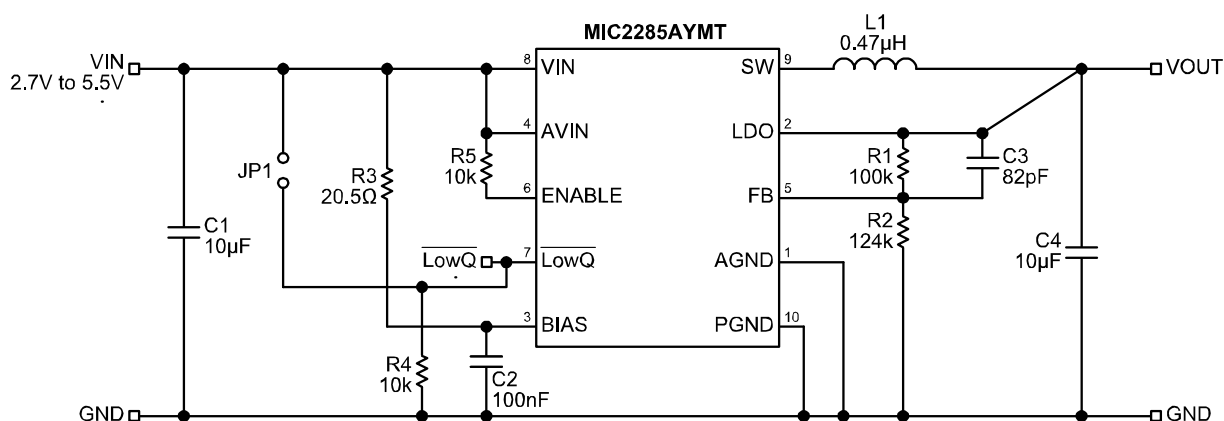 MIC2285AYMT
L1
0.47µH
VIN
2.7V to 5.5V
8
VIN
SW
9
VOUT
4
AVIN
LDO
2
JP1
R3
20.5Ω
R5
10k
R1
100k
C3
82pF
6
ENABLE
FB
5
C1
10µF
R2
124k
LowQ
7
LowQ
AGND
1
C4
10µF
3
BIAS
PGND
10
R4
10k
C2
100nF
GND
GND